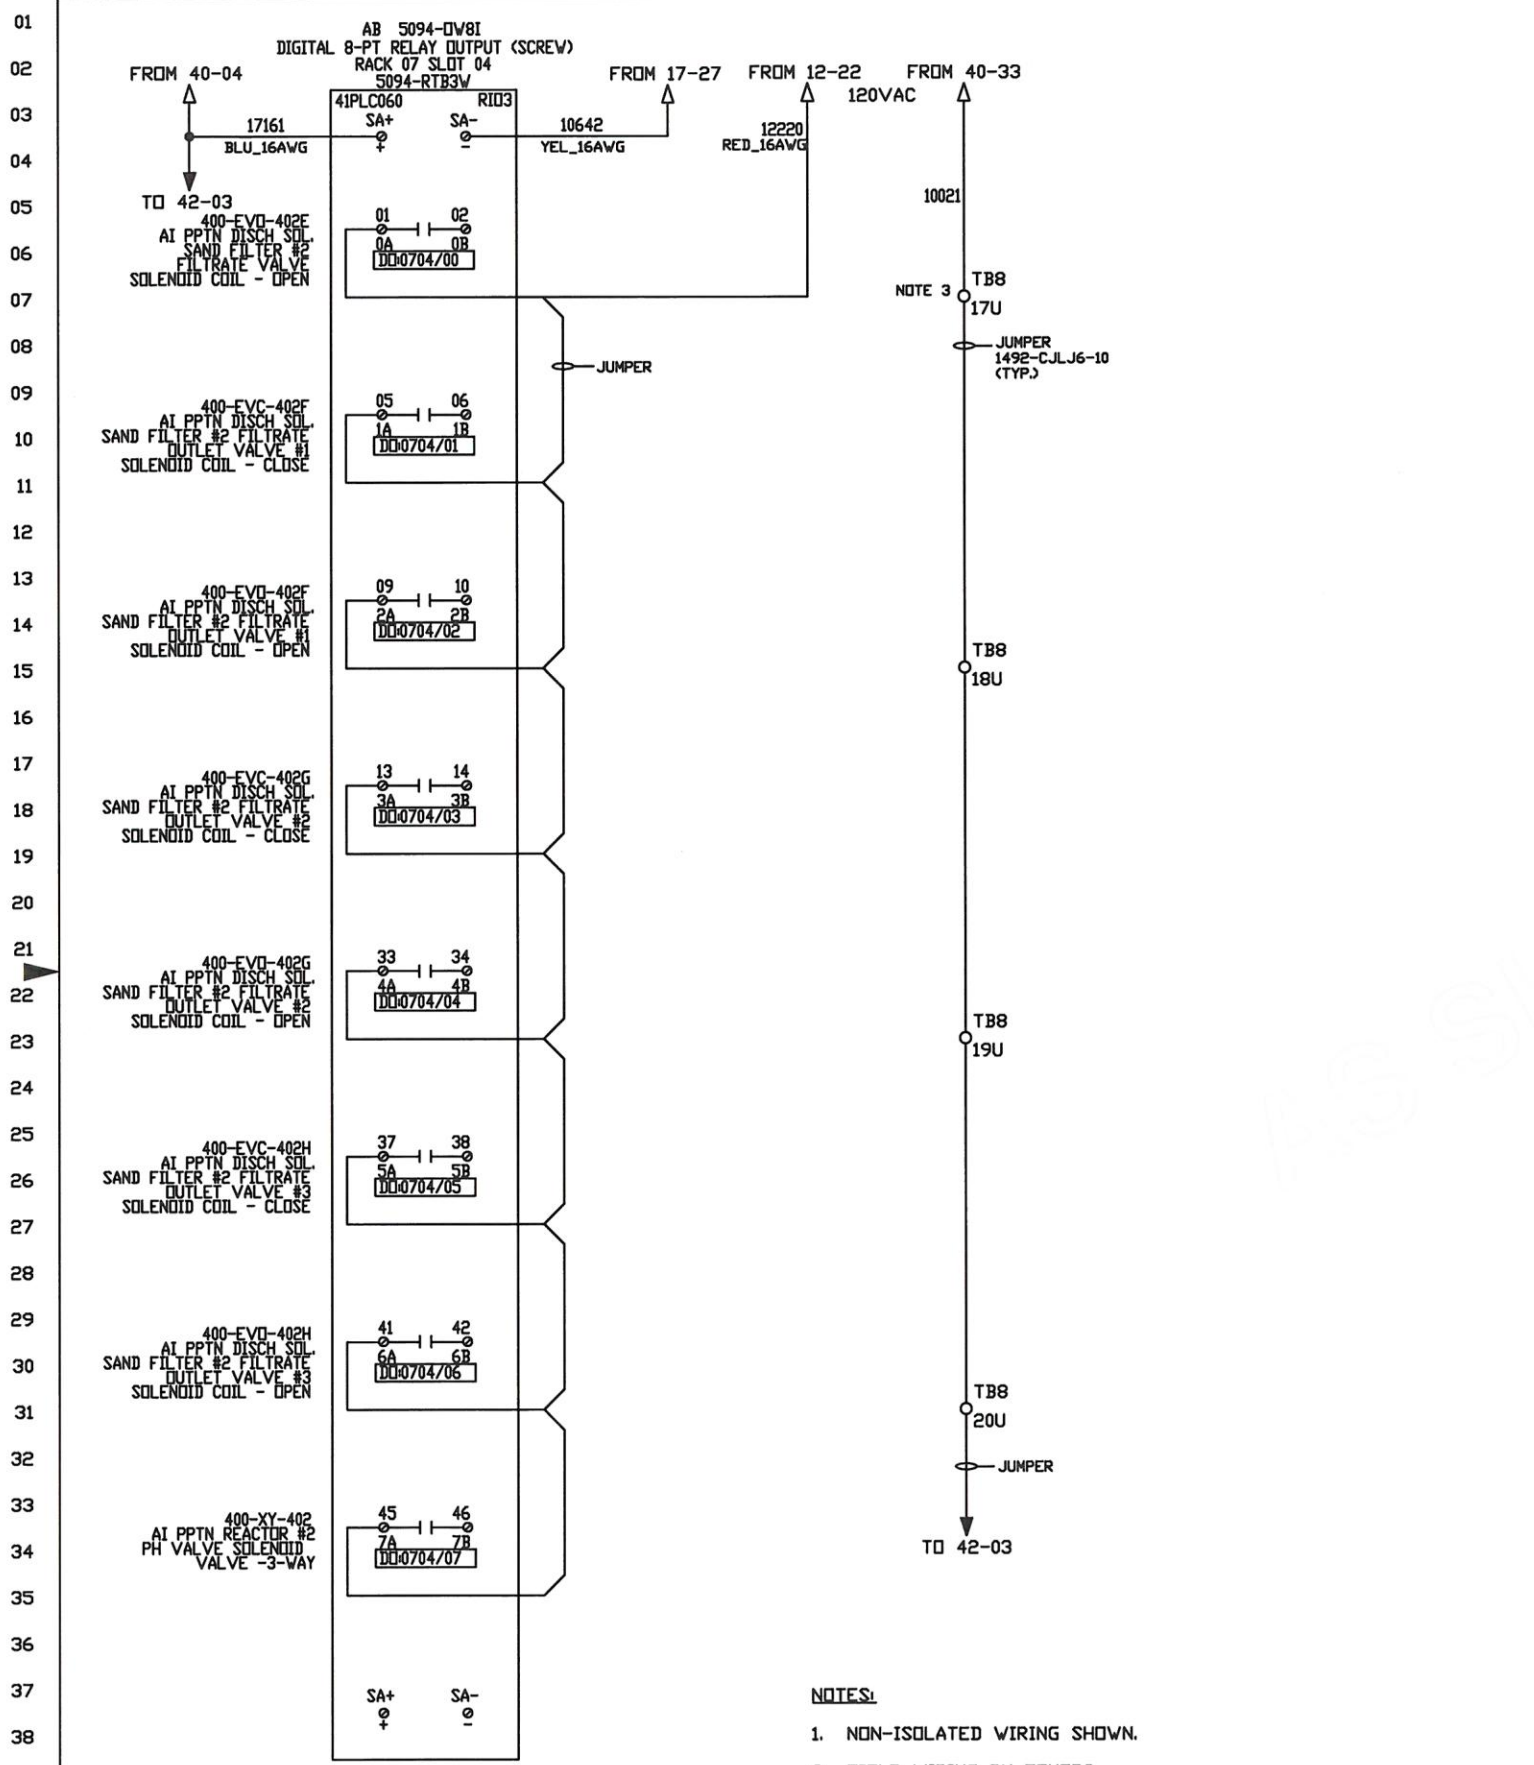 01
AB 5094-OW8I
DIGITAL 8-PT RELAY OUTPUT (SCREW)
RACK 07 SLOT 04
5094-RTB3W
02
FROM 40-04
FROM 17-27
FROM 12-22
FROM 40-33
120VAC
41PLC060
RIO3
03
SA+
SA-
+
-
17161
BLU_16AWG
10642
YEL_16AWG
12220
RED_16AWG
04
TO 42-03
10021
05
400-EVO-402E
AI PPTN DISCH SOL.
SAND FILTER #2
FILTRATE VALVE
SOLENOID COIL - OPEN
01
02
0A
0B
DO:0704/00
06
07
NOTE 3
TB8
17U
08
JUMPER
1492-CJLJ6-10
(TYP.)
JUMPER
09
400-EVC-402F
AI PPTN DISCH SOL.
SAND FILTER #2 FILTRATE
OUTLET VALVE #1
SOLENOID COIL - CLOSE
05
06
1A
1B
DO:0704/01
10
11
12
13
400-EVO-402F
AI PPTN DISCH SOL.
SAND FILTER #2 FILTRATE
OUTLET VALVE #1
SOLENOID COIL - OPEN
09
10
2A
2B
DO:0704/02
14
TB8
18U
15
16
17
400-EVC-402G
AI PPTN DISCH SOL.
SAND FILTER #2 FILTRATE
OUTLET VALVE #2
SOLENOID COIL - CLOSE
13
14
3A
3B
DO:0704/03
18
19
20
21
400-EVO-402G
AI PPTN DISCH SOL.
SAND FILTER #2 FILTRATE
OUTLET VALVE #2
SOLENOID COIL - OPEN
33
34
4A
4B
DO:0704/04
22
TB8
19U
23
24
25
400-EVC-402H
AI PPTN DISCH SOL.
SAND FILTER #2 FILTRATE
OUTLET VALVE #3
SOLENOID COIL - CLOSE
37
38
5A
5B
DO:0704/05
26
27
28
29
400-EVO-402H
AI PPTN DISCH SOL.
SAND FILTER #2 FILTRATE
OUTLET VALVE #3
SOLENOID COIL - OPEN
41
42
6A
6B
DO:0704/06
30
TB8
20U
31
32
JUMPER
33
400-XY-402
AI PPTN REACTOR #2
PH VALVE SOLENOID
VALVE -3-WAY
45
46
7A
7B
DO:0704/07
34
TO 42-03
35
36
37
SA+
SA-
+
-
38
NOTES:
1. NON-ISOLATED WIRING SHOWN.